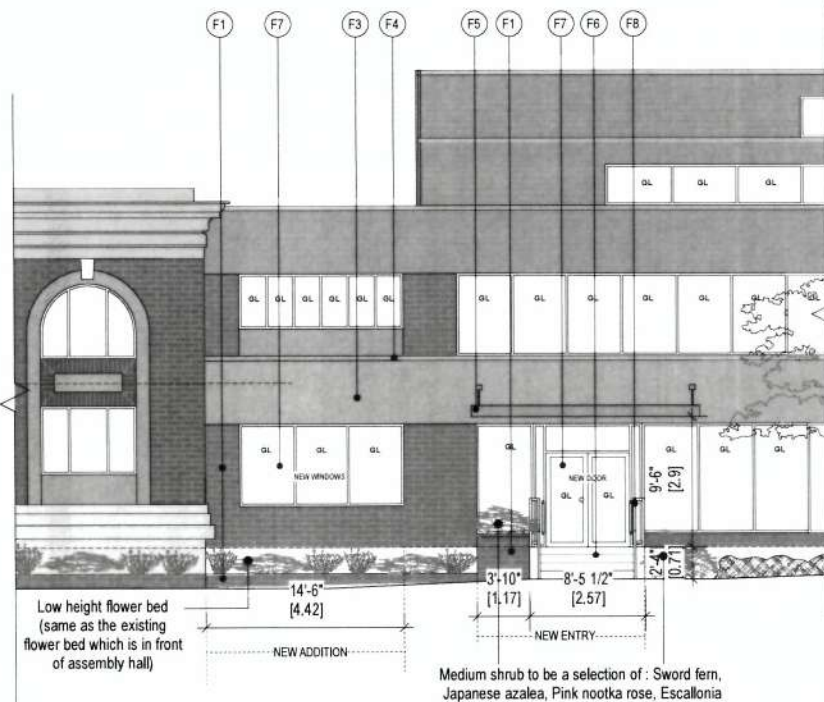 F1 F7 F3 F4 F5 F1 F7 F6 F8
GL GL GL
GL GL GL GL GL GL GL GL GL GL GL GL GL
GL GL GL GL GL GL GL
NEW WINDOWS
NEW DOOR
GL GL
9'-6"
[2.9]
2'-4"
[0.71]
14'-6"
[4.42]
3'-10"
[1.17]
8'-5 1/2"
[2.57]
NEW ADDITION
NEW ENTRY
Low height flower bed
(same as the existing
flower bed which is in front
of assembly hall)
Medium shrub to be a selection of : Sword fern,
Japanese azalea, Pink nootka rose, Escallonia